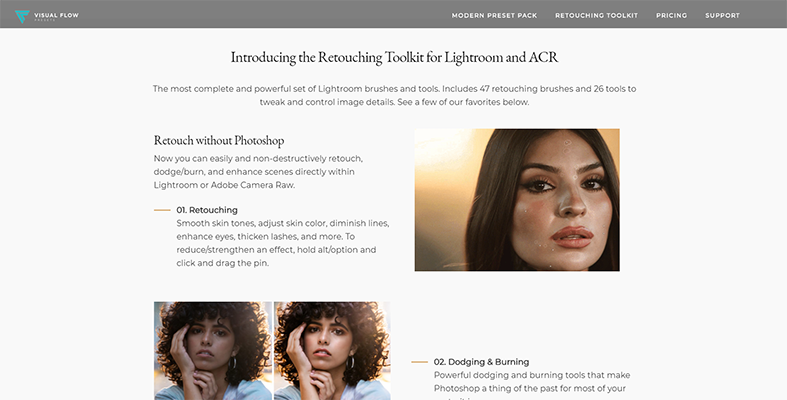 VISUAL FLOW
PRESETS
MODERN PRESET PACK
RETOUCHING TOOLKIT
PRICING
SUPPORT
Introducing the Retouching Toolkit for Lightroom and ACR
The most complete and powerful set of Lightroom brushes and tools. Includes 47 retouching brushes and 26 tools to
tweak and control image details. See a few of our favorites below.
Retouch without Photoshop
Now you can easily and non-destructively retouch,
dodge/burn, and enhance scenes directly within
Lightroom or Adobe Camera Raw.
01. Retouching
Smooth skin tones, adjust skin color, diminish lines,
enhance eyes, thicken lashes, and more. To
reduce/strengthen an effect, hold alt/option and
click and drag the pin.
02. Dodging & Burning
Powerful dodging and burning tools that make
Photoshop a thing of the past for most of your